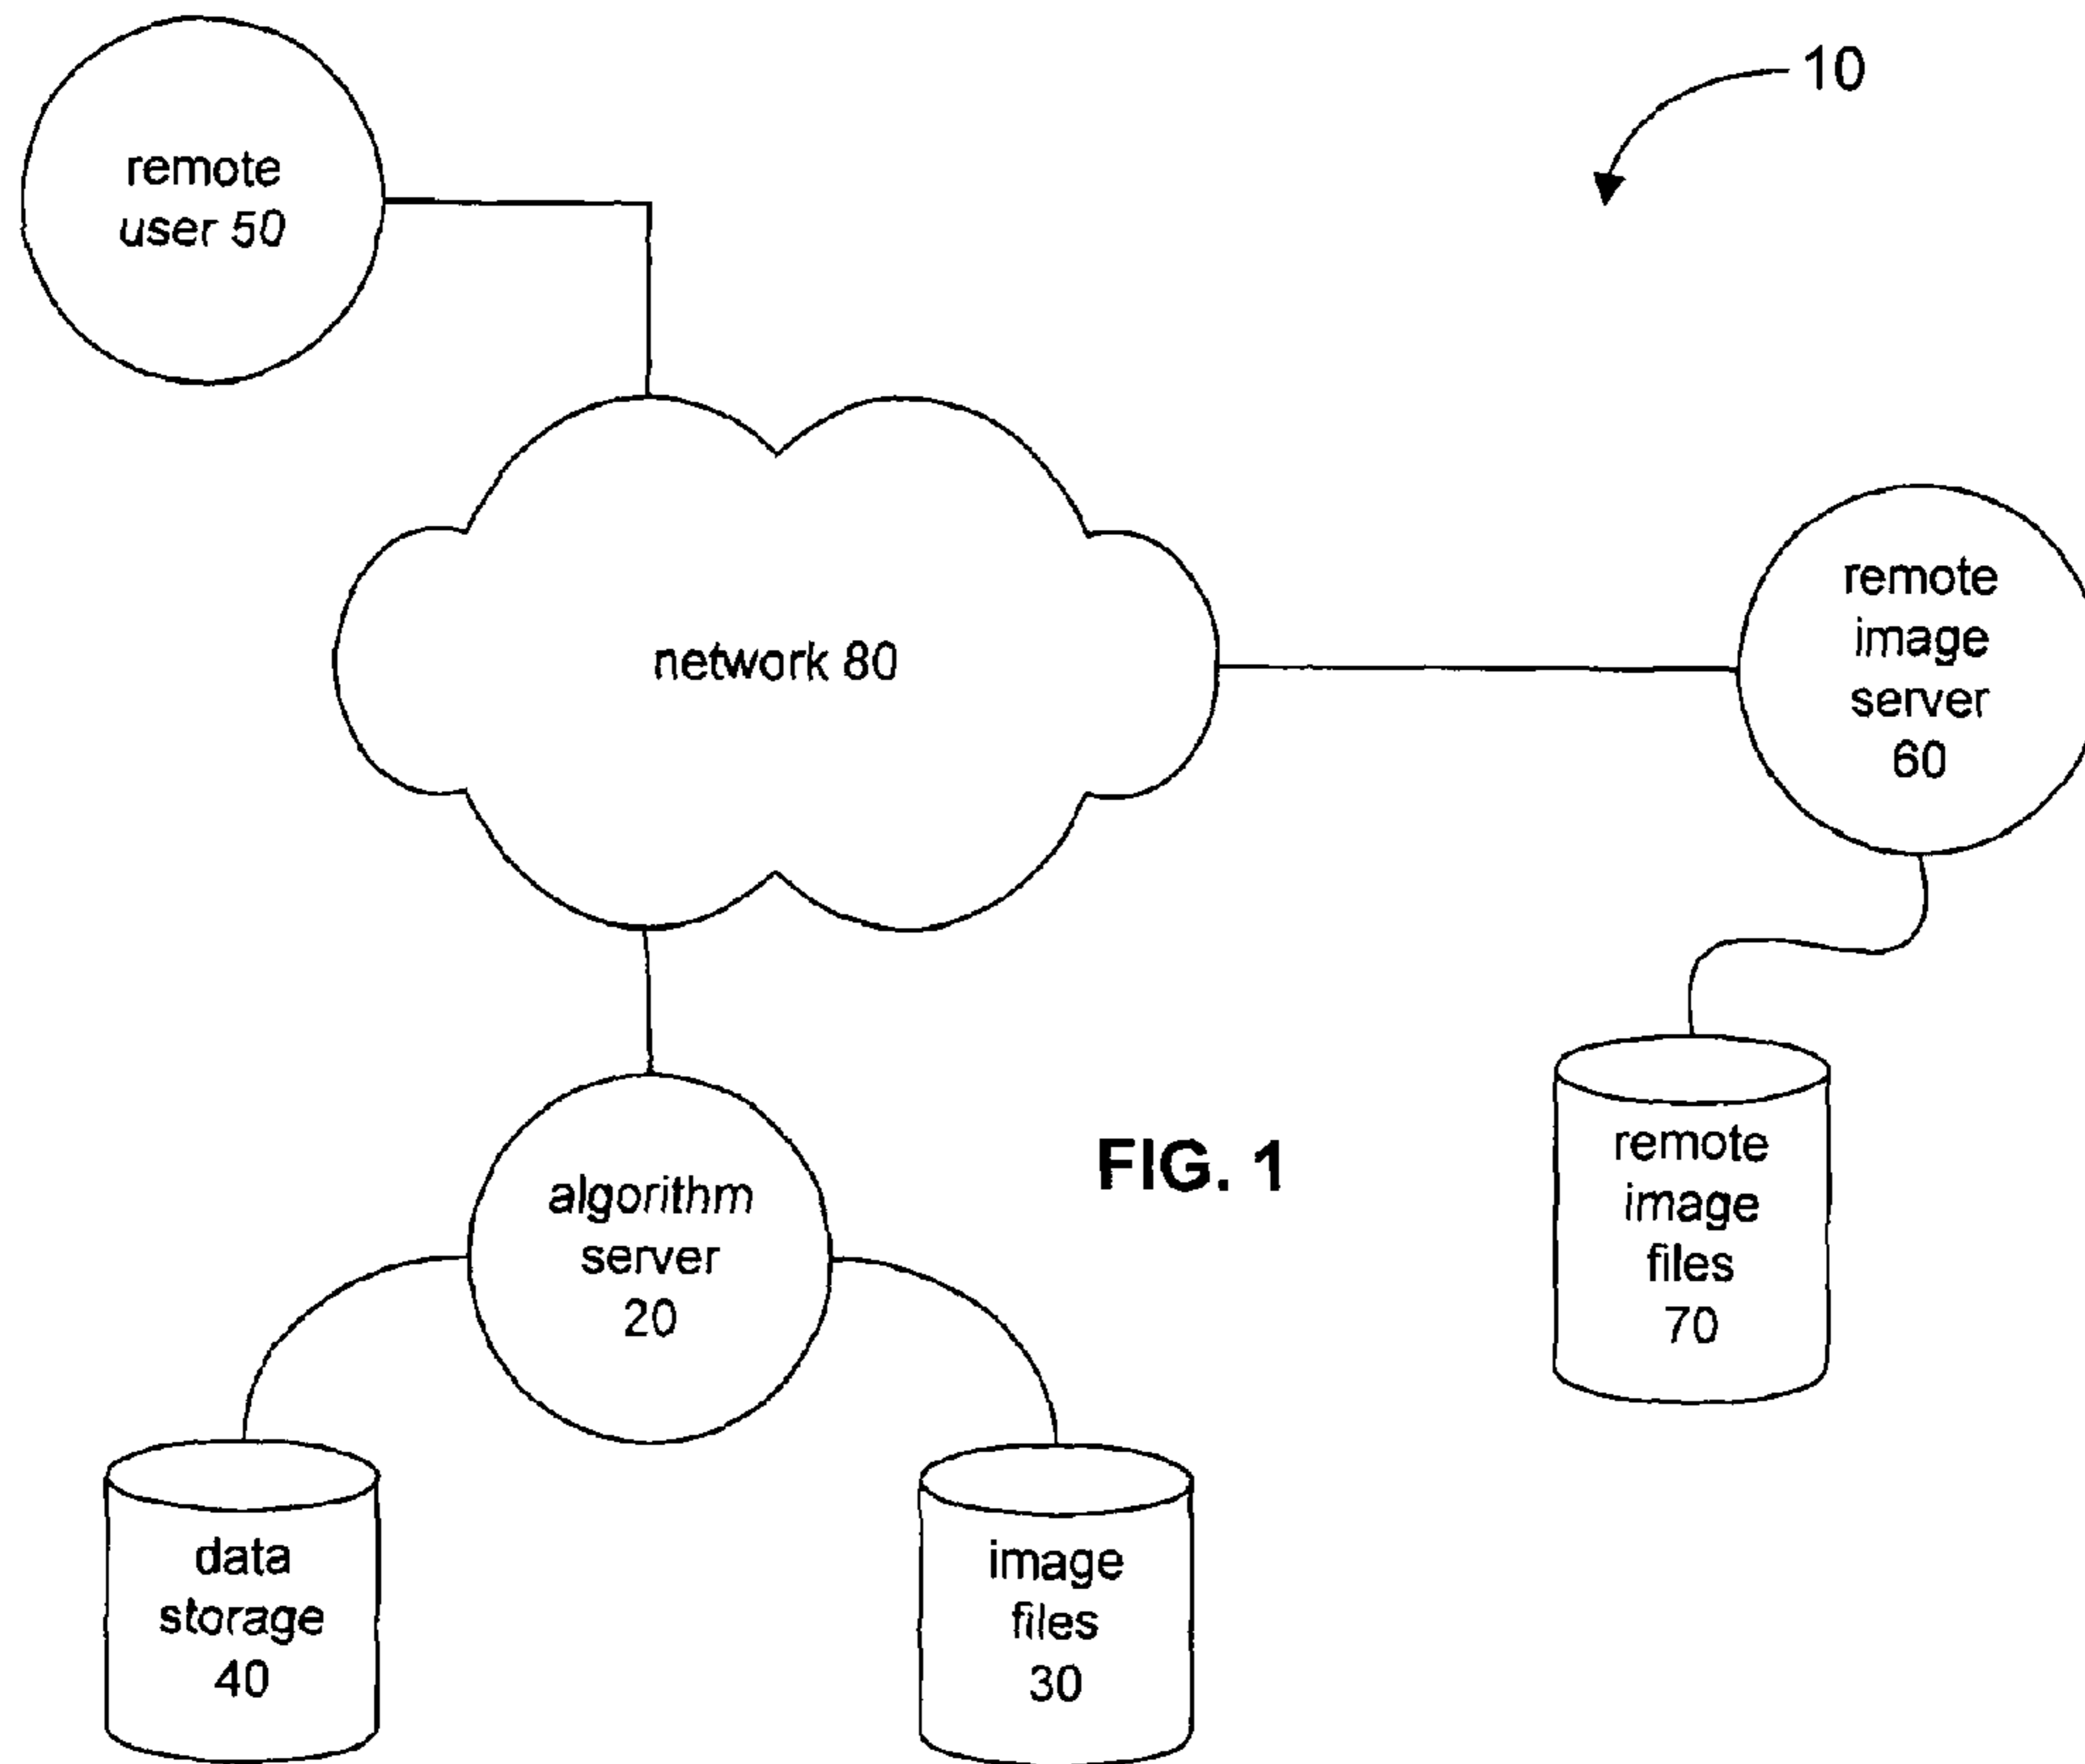 10
remote
user 50
network 80
remote
image
server
60
FIG. 1
remote
image
files
70
algorithm
server
20
data
storage
40
image
files
30